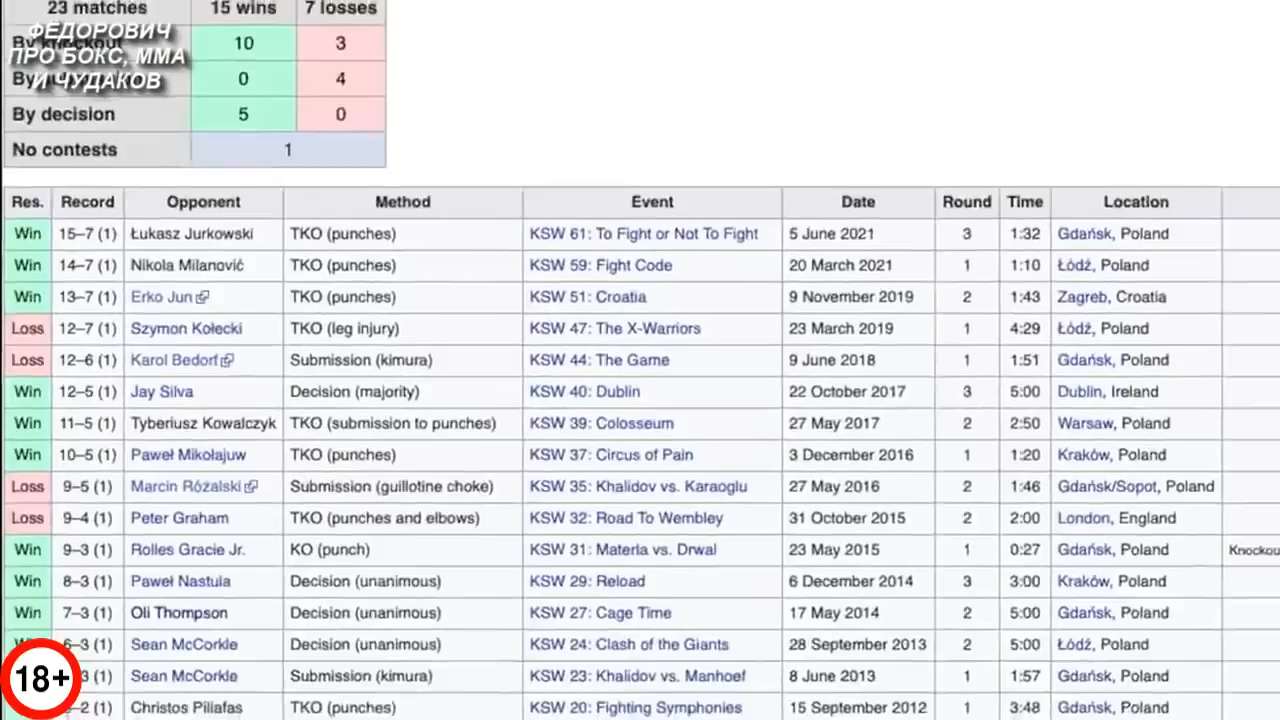 23 matches 15 wins 7 losses
ФЁДОРОВИЧ
ПРО БОКС, ММА
И ЧУДАКОВ
By knockout 10 3
By 0 4
By decision 5 0
No contests 1
Res. Record Opponent Method Event Date Round Time Location
Win 15–7 (1) Łukasz Jurkowski TKO (punches) KSW 61: To Fight or Not To Fight 5 June 2021 3 1:32 Gdańsk, Poland
Win 14–7 (1) Nikola Milanović TKO (punches) KSW 59: Fight Code 20 March 2021 1 1:10 Łódź, Poland
Win 13–7 (1) Erko Jun TKO (punches) KSW 51: Croatia 9 November 2019 2 1:43 Zagreb, Croatia
Loss 12–7 (1) Szymon Kołecki TKO (leg injury) KSW 47: The X-Warriors 23 March 2019 1 4:29 Łódź, Poland
Loss 12–6 (1) Karol Bedorf Submission (kimura) KSW 44: The Game 9 June 2018 1 1:51 Gdańsk, Poland
Win 12–5 (1) Jay Silva Decision (majority) KSW 40: Dublin 22 October 2017 3 5:00 Dublin, Ireland
Win 11–5 (1) Tyberiusz Kowalczyk TKO (submission to punches) KSW 39: Colosseum 27 May 2017 2 2:50 Warsaw, Poland
Win 10–5 (1) Paweł Mikołajuw TKO (punches) KSW 37: Circus of Pain 3 December 2016 1 1:20 Kraków, Poland
Loss 9–5 (1) Marcin Różalski Submission (guillotine choke) KSW 35: Khalidov vs. Karaoglu 27 May 2016 2 1:46 Gdańsk/Sopot, Poland
Loss 9–4 (1) Peter Graham TKO (punches and elbows) KSW 32: Road To Wembley 31 October 2015 2 2:00 London, England
Win 9–3 (1) Rolles Gracie Jr. KO (punch) KSW 31: Materla vs. Drwal 23 May 2015 1 0:27 Gdańsk, Poland Knockou
Win 8–3 (1) Paweł Nastula Decision (unanimous) KSW 29: Reload 6 December 2014 3 3:00 Kraków, Poland
Win 7–3 (1) Oli Thompson Decision (unanimous) KSW 27: Cage Time 17 May 2014 2 5:00 Gdańsk, Poland
6–3 (1) Sean McCorkle Decision (unanimous) KSW 24: Clash of the Giants 28 September 2013 2 5:00 Łódź, Poland
18+ 3 (1) Sean McCorkle Submission (kimura) KSW 23: Khalidov vs. Manhoef 8 June 2013 1 1:57 Gdańsk, Poland
–2 (1) Christos Piliafas TKO (punches) KSW 20: Fighting Symphonies 15 September 2012 1 3:48 Gdańsk, Poland